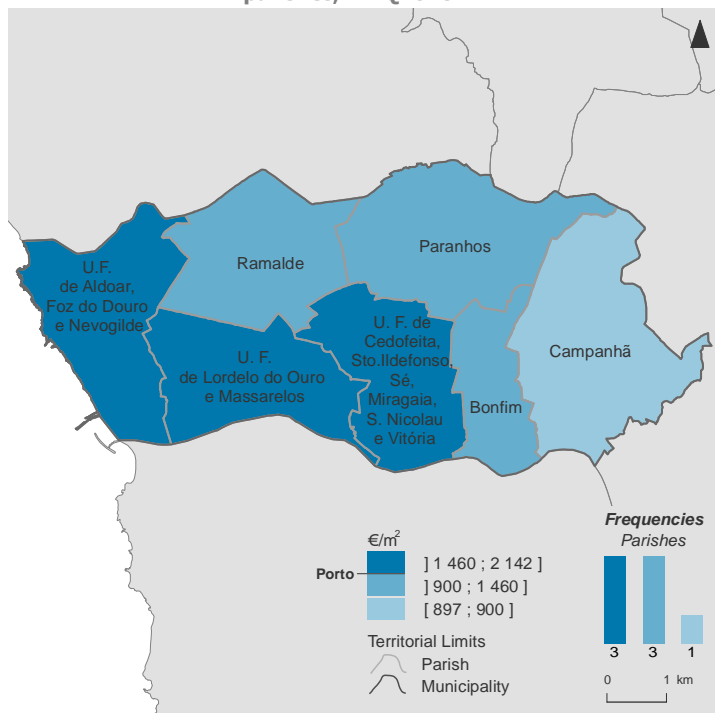 U.F.
de Aldoar,
Foz do Douro
e Nevogilde
Ramalde
Paranhos
U. F.
de Lordelo do Ouro
e Massarelos
U. F. de
Cedofeita,
Sto.Ildefonso,
Sé,
Miragaia,
S. Nicolau
e Vitória
Bonfim
Campanhã
€/m²
Porto
] 1 460 ; 2 142 ]
] 900 ; 1 460 ]
[ 897 ; 900 ]
Territorial Limits
Parish
Municipality
Frequencies
Parishes
3 3 1
0 1 km